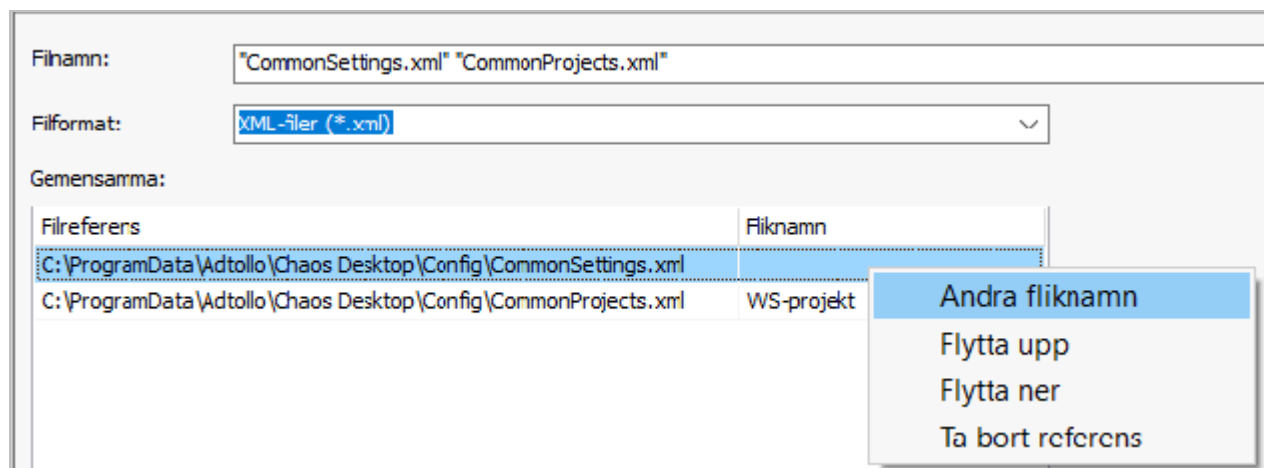 Filnamn: "CommonSettings.xml" "CommonProjects.xml"
Filformat: XML-filer (*.xml)
Gemensamma:
Filreferens Fliknamn
C:\ProgramData\Adtollo\Chaos Desktop\Config\CommonSettings.xml
C:\ProgramData\Adtollo\Chaos Desktop\Config\CommonProjects.xml WS-projekt
Ändra fliknamn
Flytta upp
Flytta ner
Ta bort referens